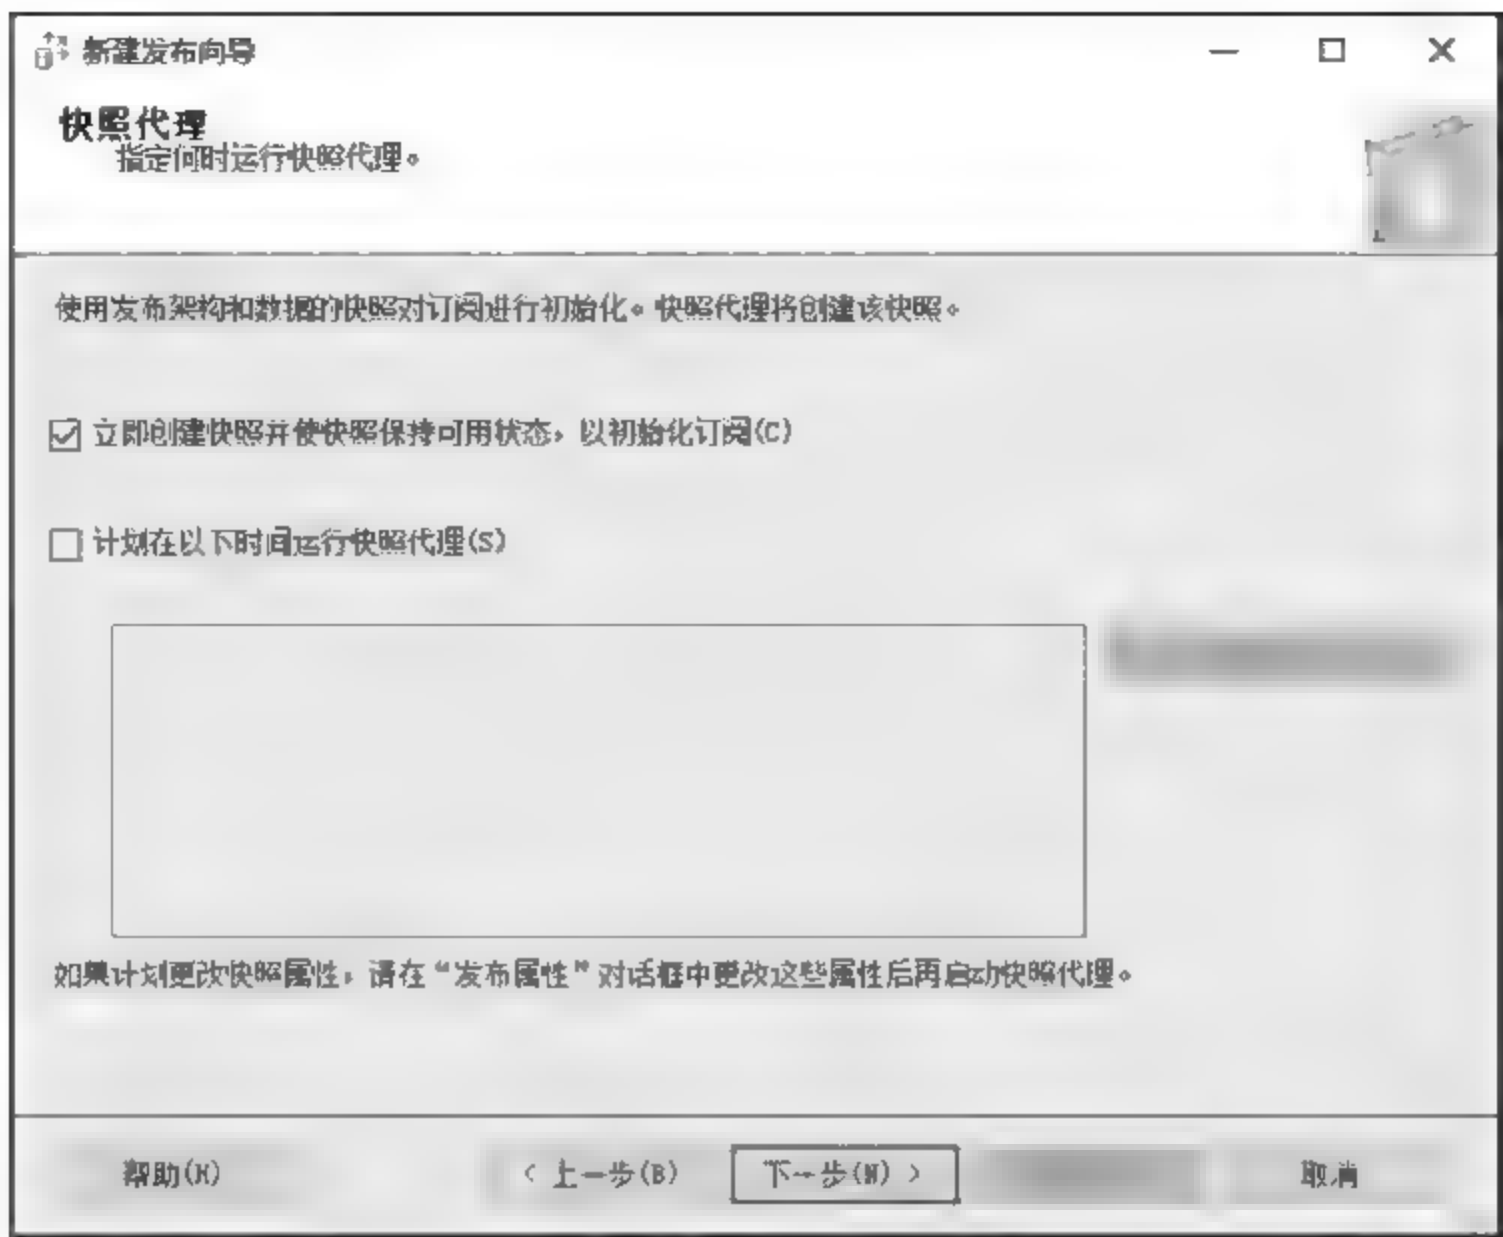 新建发布向导
快照代理
指定何时运行快照代理。
使用发布架构和数据的快照对订阅进行初始化。快照代理将创建该快照。
立即创建快照并使快照保持可用状态，以初始化订阅(C)
计划在以下时间运行快照代理(S)
如果计划更改快照属性，请在“发布属性”对话框中更改这些属性后再启动快照代理。
帮助(H)
< 上一步(B)
下一步(N) >
取消